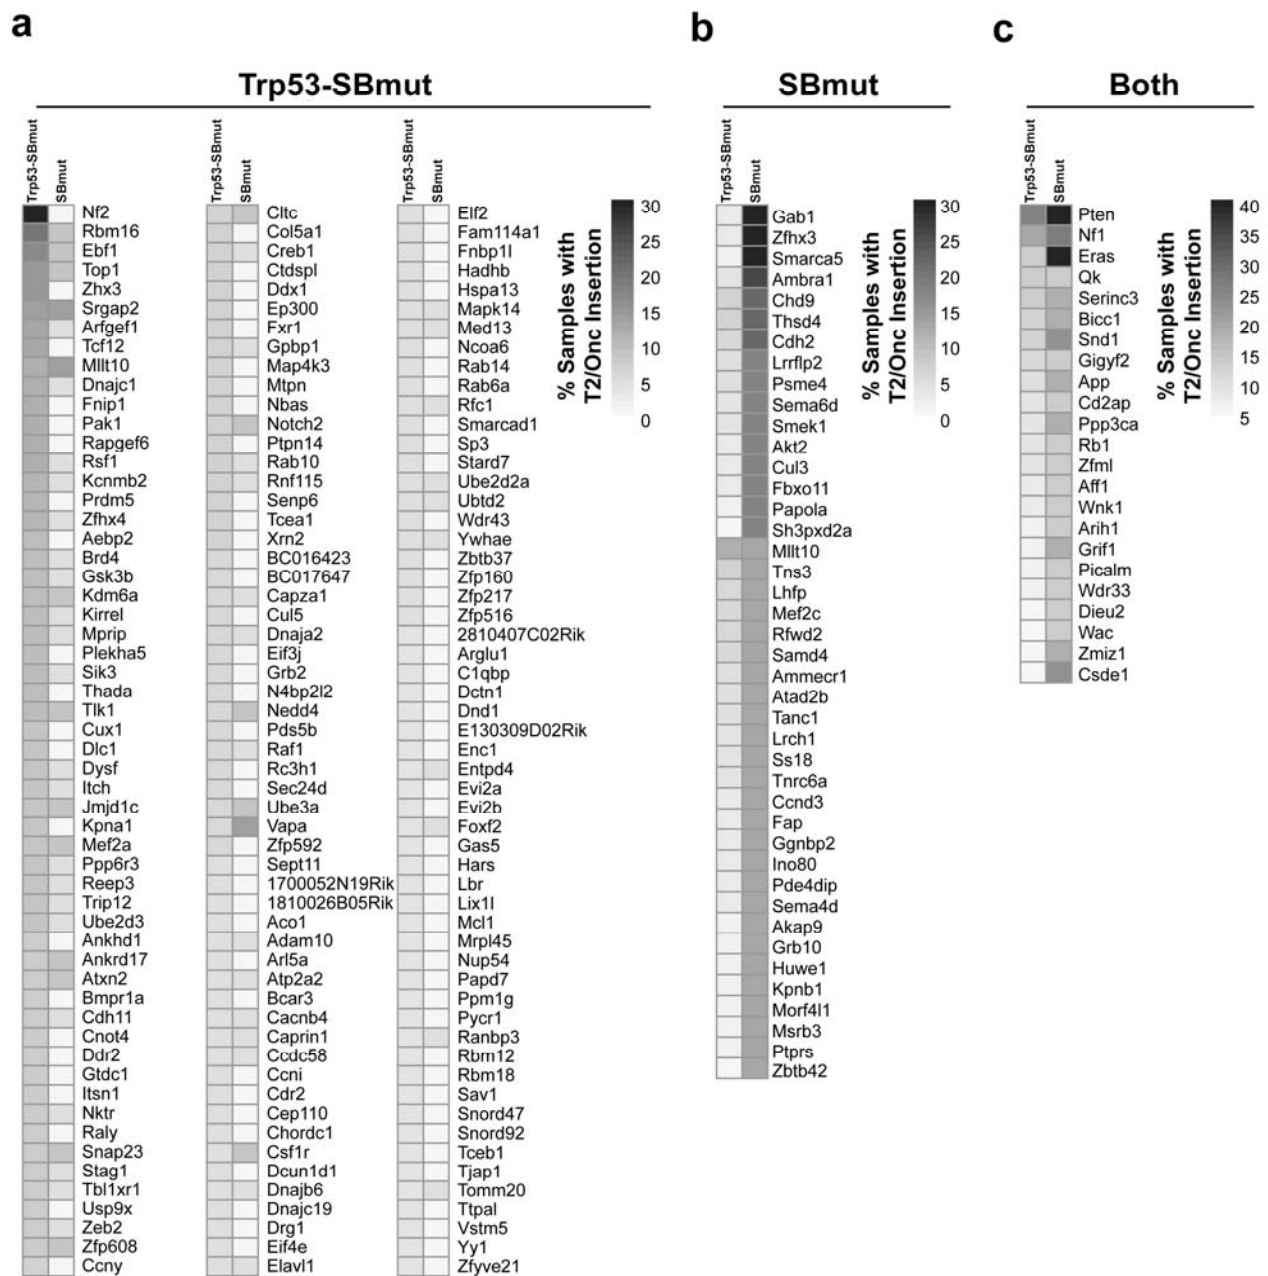 a
Trp53-SBmut
Trp53-SBmut
SBmut
Nf2
Rbm16
Ebf1
Top1
Zhx3
Srgap2
Arfgef1
Tcf12
Mllt10
Dnajc1
Fnip1
Pak1
Rapgef6
Rsf1
Kcnmb2
Prdm5
Zfhx4
Aebp2
Brd4
Gsk3b
Kdm6a
Kirrel
Mprip
Plekha5
Sik3
Thada
Tlk1
Cux1
Dlc1
Dysf
Itch
Jmjd1c
Kpna1
Mef2a
Ppp6r3
Reep3
Trip12
Ube2d3
Ankhd1
Ankrd17
Atxn2
Bmpr1a
Cdh11
Cnot4
Ddr2
Gtdc1
Itsn1
Nktr
Raly
Snap23
Stag1
Tbl1xr1
Usp9x
Zeb2
Zfp608
Ccny
Trp53-SBmut
SBmut
Cltc
Col5a1
Creb1
Ctdspl
Ddx1
Ep300
Fxr1
Gpbp1
Map4k3
Mtpn
Nbas
Notch2
Ptpn14
Rab10
Rnf115
Senp6
Tcea1
Xrn2
BC016423
BC017647
Capza1
Cul5
Dnaja2
Eif3j
Grb2
N4bp2l2
Nedd4
Pds5b
Raf1
Rc3h1
Sec24d
Ube3a
Vapa
Zfp592
Sept11
1700052N19Rik
1810026B05Rik
Aco1
Adam10
Arl5a
Atp2a2
Bcar3
Cacnb4
Caprin1
Ccdc58
Ccni
Cdr2
Cep110
Chordc1
Csf1r
Dcun1d1
Dnajb6
Dnajc19
Drg1
Eif4e
Elavl1
Trp53-SBmut
SBmut
Elf2
Fam114a1
Fnbp1l
Hadhb
Hspa13
Mapk14
Med13
Ncoa6
Rab14
Rab6a
Rfc1
Smarcad1
Sp3
Stard7
Ube2d2a
Ubtd2
Wdr43
Ywhae
Zbtb37
Zfp160
Zfp217
Zfp516
2810407C02Rik
Arglu1
C1qbp
Dctn1
Dnd1
E130309D02Rik
Enc1
Entpd4
Evi2a
Evi2b
Foxf2
Gas5
Hars
Lbr
Lix1l
Mcl1
Mrpl45
Nup54
Papd7
Ppm1g
Pycr1
Ranbp3
Rbm12
Rbm18
Sav1
Snord47
Snord92
Tceb1
Tjap1
Tomm20
Ttpal
Vstm5
Yy1
Zfyve21
% Samples with
T2/Onc Insertion
30
25
20
15
10
5
0
b
SBmut
Trp53-SBmut
SBmut
Gab1
Zfhx3
Smarca5
Ambra1
Chd9
Thsd4
Cdh2
Lrrflp2
Psme4
Sema6d
Smek1
Akt2
Cul3
Fbxo11
Papola
Sh3pxd2a
Mllt10
Tns3
Lhfp
Mef2c
Rfwd2
Samd4
Ammecr1
Atad2b
Tanc1
Lrch1
Ss18
Tnrc6a
Ccnd3
Fap
Ggnbp2
Ino80
Pde4dip
Sema4d
Akap9
Grb10
Huwe1
Kpnb1
Morf4l1
Msrb3
Ptprs
Zbtb42
% Samples with
T2/Onc Insertion
30
25
20
15
10
5
0
c
Both
Trp53-SBmut
SBmut
Pten
Nf1
Eras
Qk
Serinc3
Bicc1
Snd1
Gigyf2
App
Cd2ap
Ppp3ca
Rb1
Zfml
Aff1
Wnk1
Arih1
Grif1
Picalm
Wdr33
Dieu2
Wac
Zmiz1
Csde1
% Samples with
T2/Onc Insertion
40
35
30
25
20
15
10
5